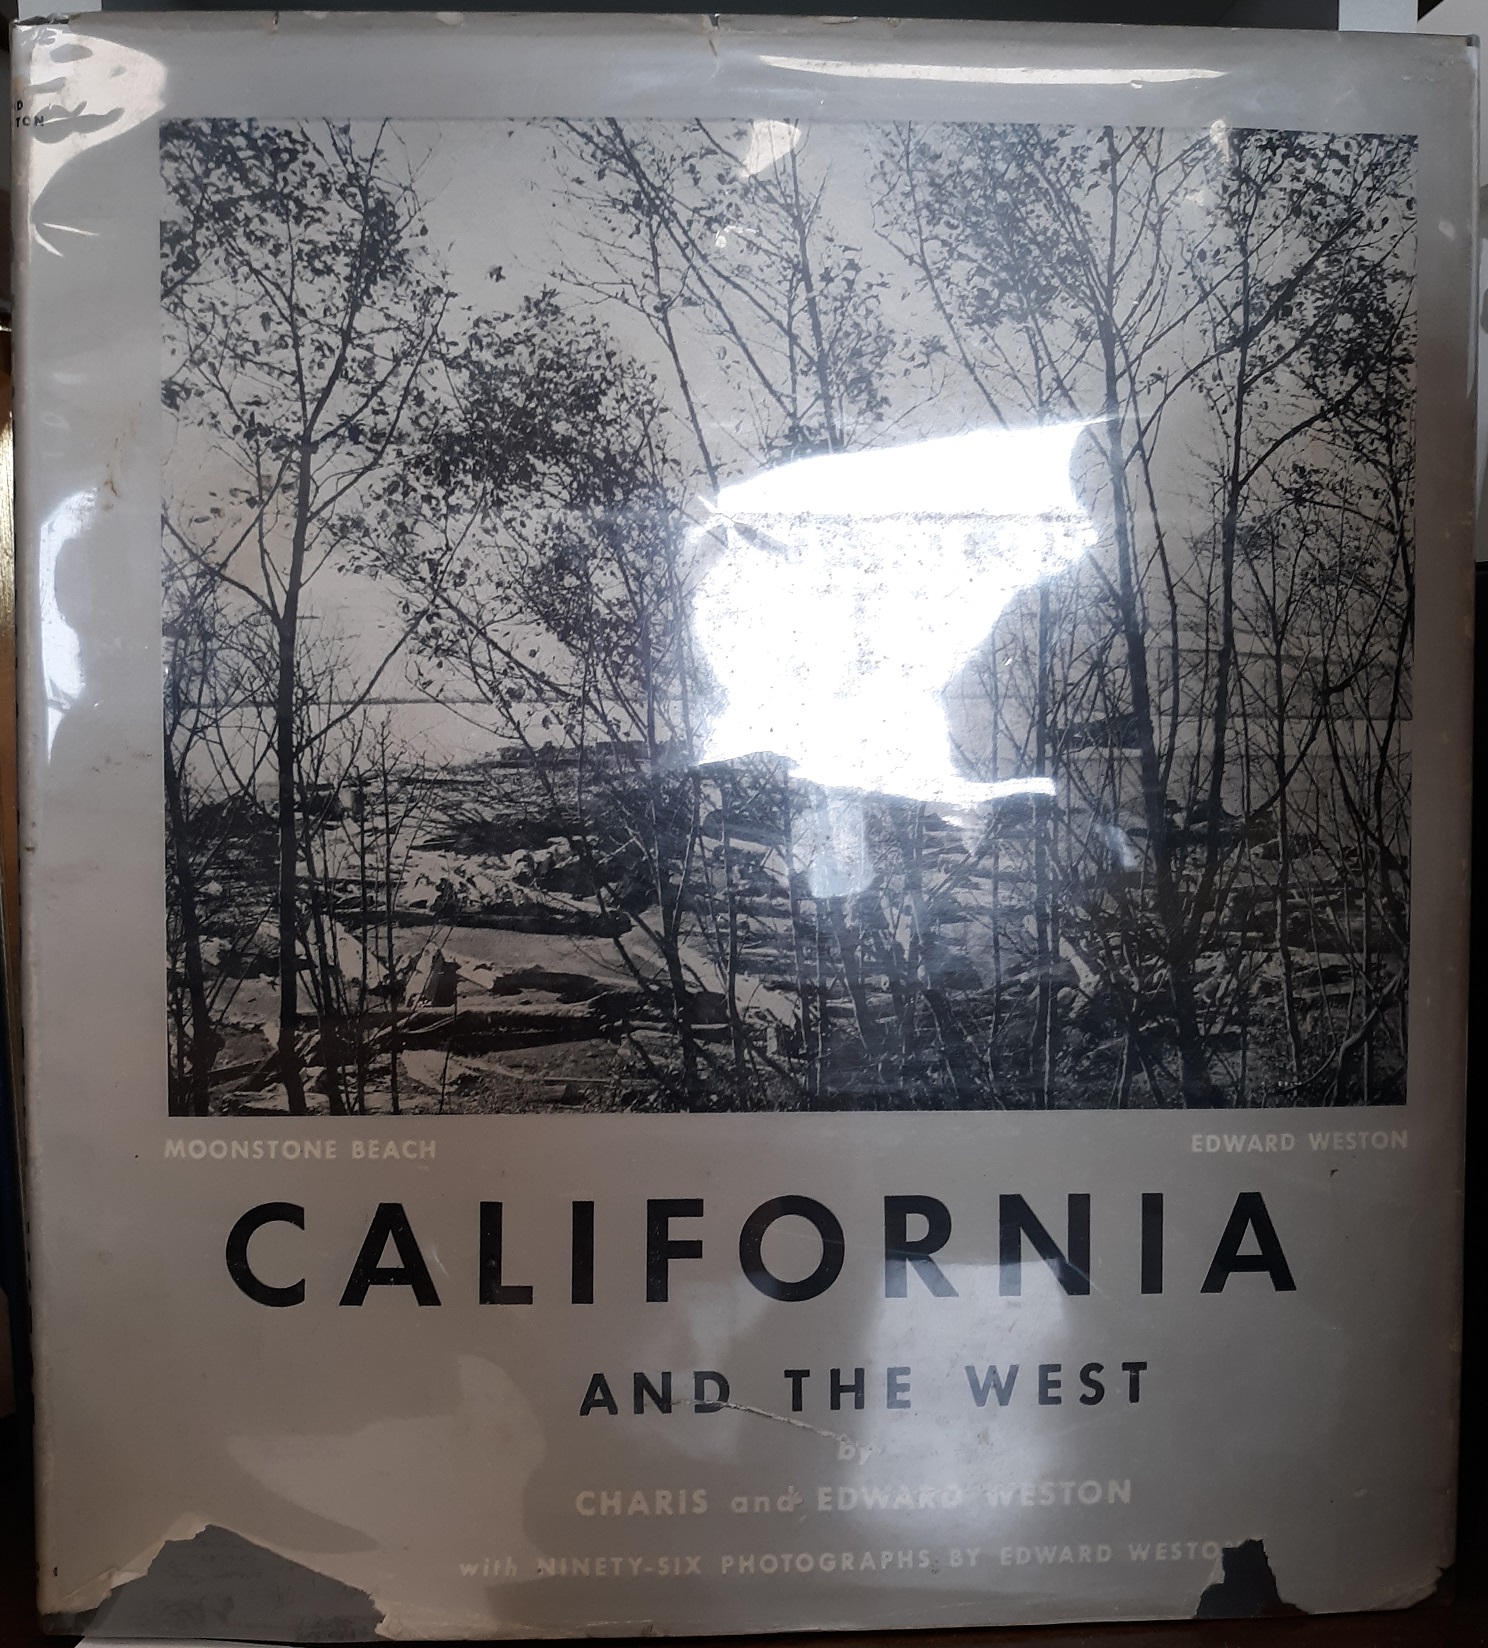 MOONSTONE BEACH
EDWARD WESTON
CALIFORNIA
AND THE WEST
by
CHARIS and EDWARD WESTON
with NINETY-SIX PHOTOGRAPHS BY EDWARD WESTON